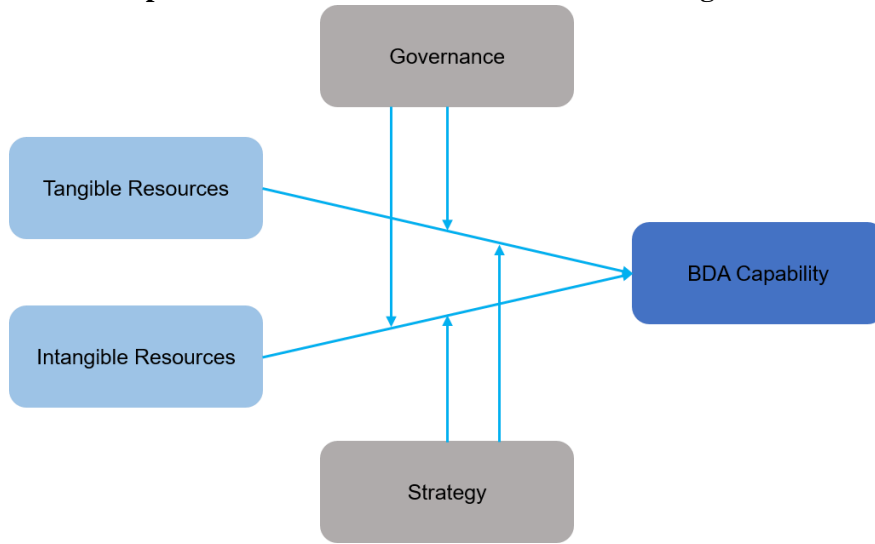 Governance
Tangible Resources
BDA Capability
Intangible Resources
Strategy